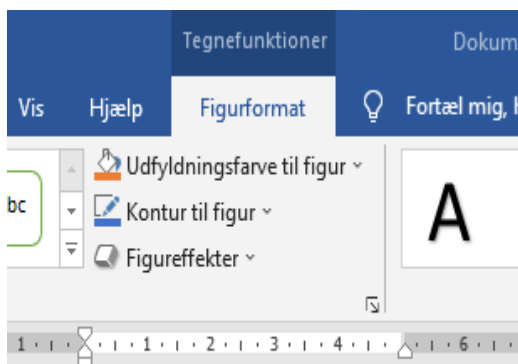 Tegnefunktioner Dokum
Vis Hjælp Figurformat Fortæl mig, h
Udfyldningsfarve til figur
bc Kontur til figur A
Figureffekter
1 1 2 3 4 6